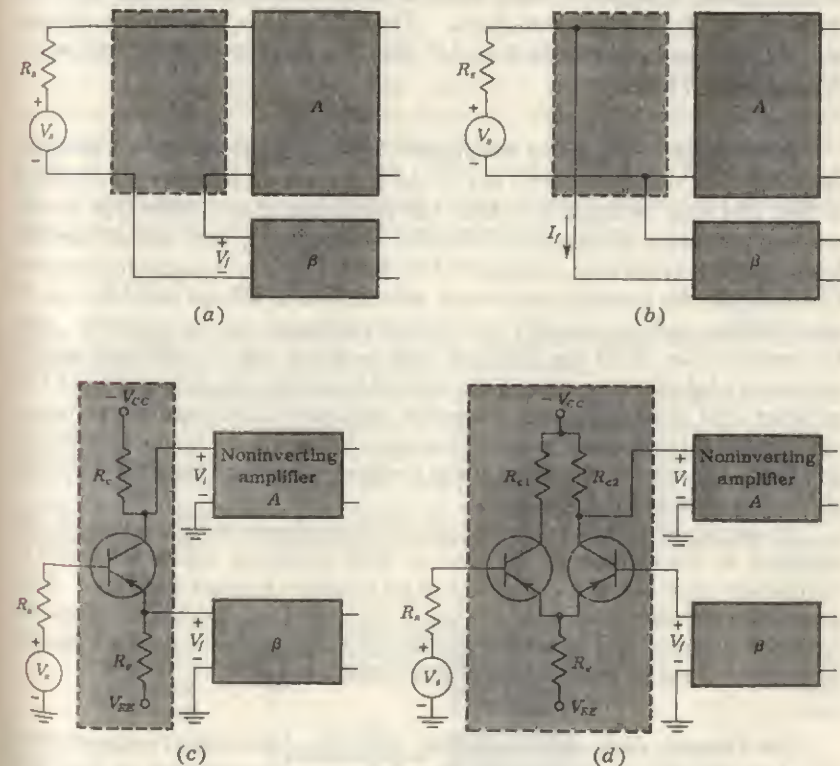 R_s
+
V_s
−
A
+
V_f
−
β
(a)
R_s
+
V_s
−
A
I_f
β
(b)
− V_CC
R_c
+
V_i
−
Noninverting
amplifier
A
R_s
+
V_s
−
R_e
V_EE
+
V_f
−
β
(c)
− V_CC
R_c1
R_c2
+
V_i
−
Noninverting
amplifier
A
R_s
+
V_s
−
R_e
V_EE
+
V_f
−
β
(d)